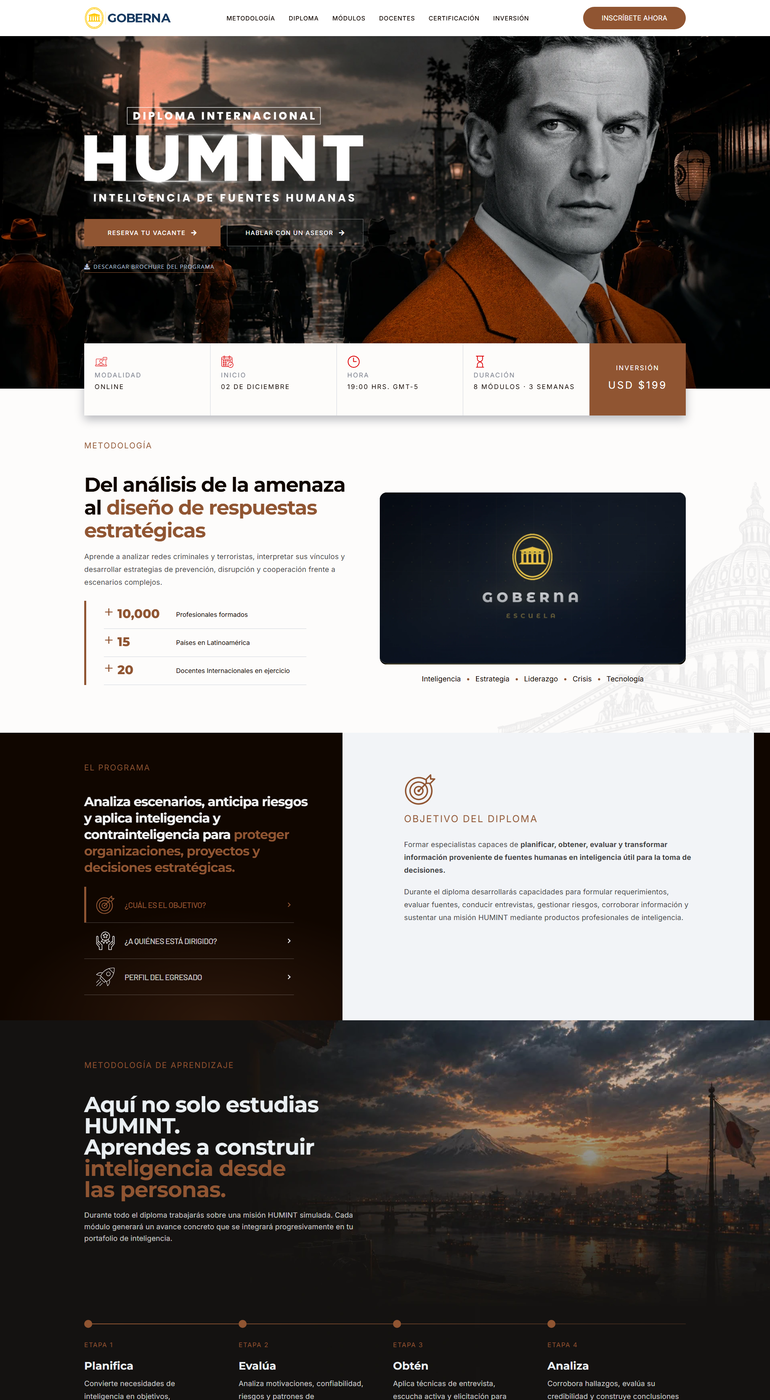 GOBERNA
METODOLOGÍA DIPLOMA MÓDULOS DOCENTES CERTIFICACIÓN INVERSIÓN
INSCRÍBETE AHORA
DIPLOMA INTERNACIONAL
HUMINT
INTELIGENCIA DE FUENTES HUMANAS
RESERVA TU VACANTE →
HABLAR CON UN ASESOR →
DESCARGAR BROCHURE DEL PROGRAMA
MODALIDAD
ONLINE
INICIO
02 DE DICIEMBRE
HORA
19:00 HRS. GMT-5
DURACIÓN
8 MÓDULOS · 3 SEMANAS
INVERSIÓN
USD $199
METODOLOGÍA
Del análisis de la amenaza
al diseño de respuestas
estratégicas
Aprende a analizar redes criminales y terroristas, interpretar sus vínculos y
desarrollar estrategias de prevención, disrupción y cooperación frente a
escenarios complejos.
+ 10,000 Profesionales formados
+ 15 Países en Latinoamérica
+ 20 Docentes Internacionales en ejercicio
GOBERNA
ESCUELA
Inteligencia • Estrategia • Liderazgo • Crisis • Tecnología
EL PROGRAMA
Analiza escenarios, anticipa riesgos
y aplica inteligencia y
contrainteligencia para proteger
organizaciones, proyectos y
decisiones estratégicas.
¿CUÁL ES EL OBJETIVO?
¿A QUIÉNES ESTÁ DIRIGIDO?
PERFIL DEL EGRESADO
OBJETIVO DEL DIPLOMA
Formar especialistas capaces de planificar, obtener, evaluar y transformar
información proveniente de fuentes humanas en inteligencia útil para la toma de
decisiones.
Durante el diploma desarrollarás capacidades para formular requerimientos,
evaluar fuentes, conducir entrevistas, gestionar riesgos, corroborar información y
sustentar una misión HUMINT mediante productos profesionales de inteligencia.
METODOLOGÍA DE APRENDIZAJE
Aquí no solo estudias
HUMINT.
Aprendes a construir
inteligencia desde
las personas.
Durante todo el diploma trabajarás sobre una misión HUMINT simulada. Cada
módulo generará un avance concreto que se integrará progresivamente en tu
portafolio de inteligencia.
ETAPA 1
Planifica
Convierte necesidades de
inteligencia en objetivos,
ETAPA 2
Evalúa
Analiza motivaciones, confiabilidad,
riesgos y patrones de
ETAPA 3
Obtén
Aplica técnicas de entrevista,
escucha activa y elicitación para
ETAPA 4
Analiza
Corrobora hallazgos, evalúa su
credibilidad y construye conclusiones